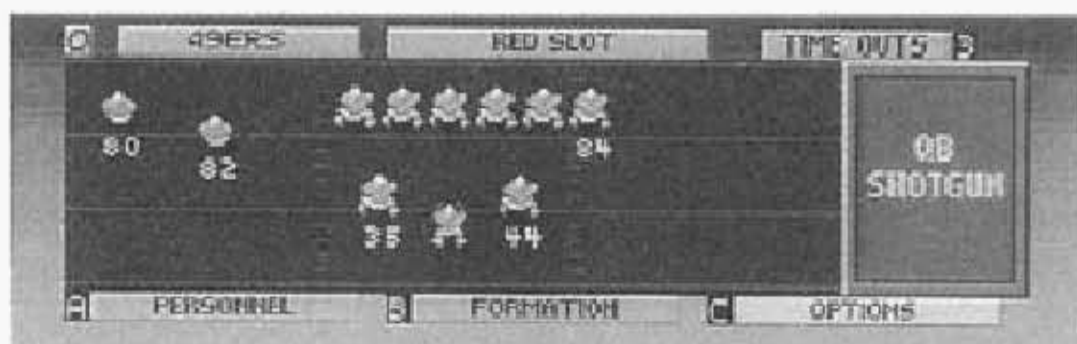 O 49ERS RED SLOT TIME OUTS 3
80
82
84
35 44
QB
SHOTGUN
A PERSONNEL B FORMATION C OPTIONS